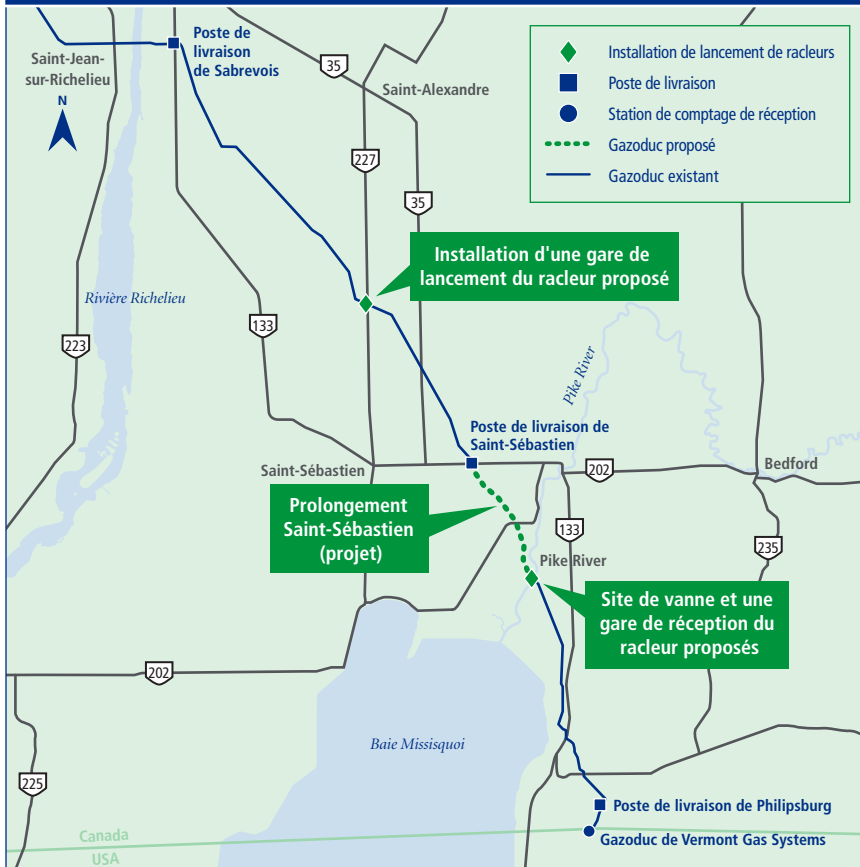 Poste de
livraison
de Sabrevois
Saint-Jean-
sur-Richelieu
N
35
Saint-Alexandre
Installation de lancement de racleurs
Poste de livraison
Station de comptage de réception
Gazoduc proposé
Gazoduc existant
227
35
Installation d'une gare de
lancement du racleur proposé
Rivière Richelieu
133
223
Pike River
Poste de livraison de
Saint-Sébastien
Saint-Sébastien
202
Bedford
Prolongement
Saint-Sébastien
(projet)
133
235
Pike River
Site de vanne et une
gare de réception du
racleur proposés
202
Baie Missisquoi
225
Poste de livraison de Philipsburg
Canada
USA
Gazoduc de Vermont Gas Systems